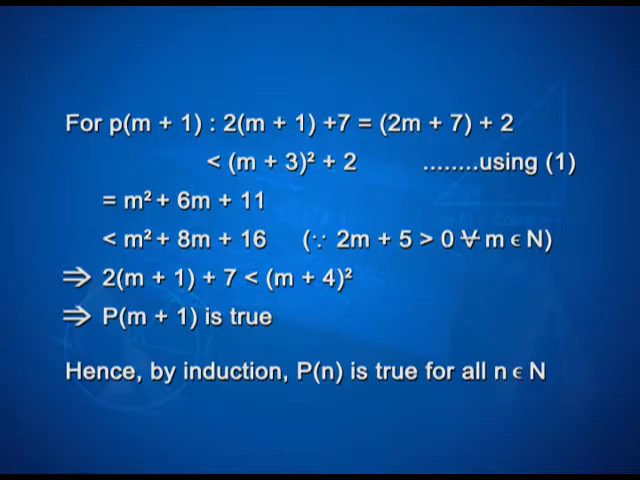 For p(m + 1) : 2(m + 1) +7 = (2m + 7) + 2
< (m + 3)² + 2 ........using (1)
= m² + 6m + 11
< m² + 8m + 16 (∵ 2m + 5 > 0 ∀ m ϵ N)
⇒ 2(m + 1) + 7 < (m + 4)²
⇒ P(m + 1) is true
Hence, by induction, P(n) is true for all n ϵ N